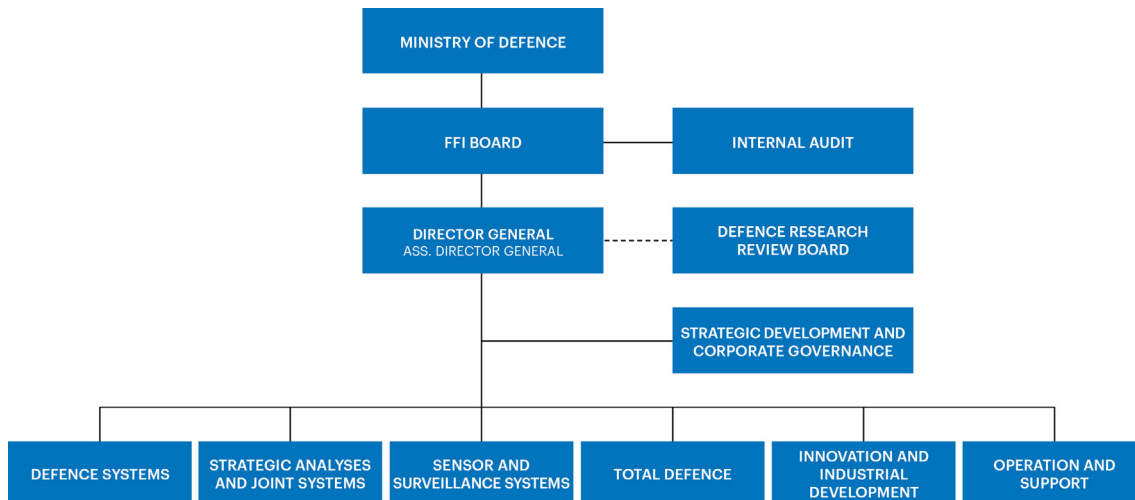 MINISTRY OF DEFENCE
FFI BOARD
INTERNAL AUDIT
DIRECTOR GENERAL
ASS. DIRECTOR GENERAL
DEFENCE RESEARCH
REVIEW BOARD
STRATEGIC DEVELOPMENT AND
CORPORATE GOVERNANCE
DEFENCE SYSTEMS
STRATEGIC ANALYSES
AND JOINT SYSTEMS
SENSOR AND
SURVEILLANCE SYSTEMS
TOTAL DEFENCE
INNOVATION AND
INDUSTRIAL
DEVELOPMENT
OPERATION AND
SUPPORT